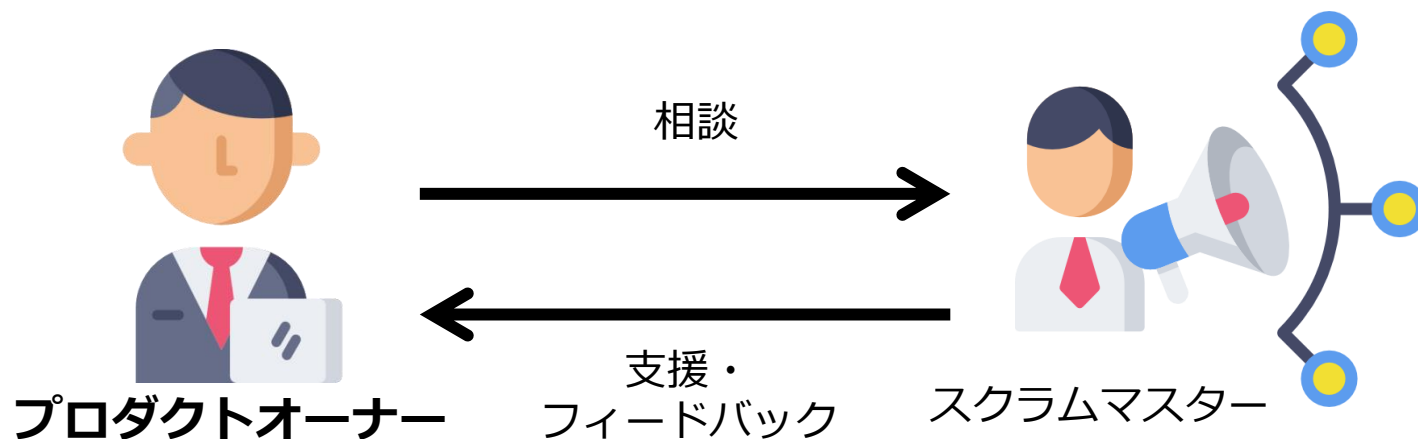 相談
支援・
フィードバック
プロダクトオーナー
スクラムマスター